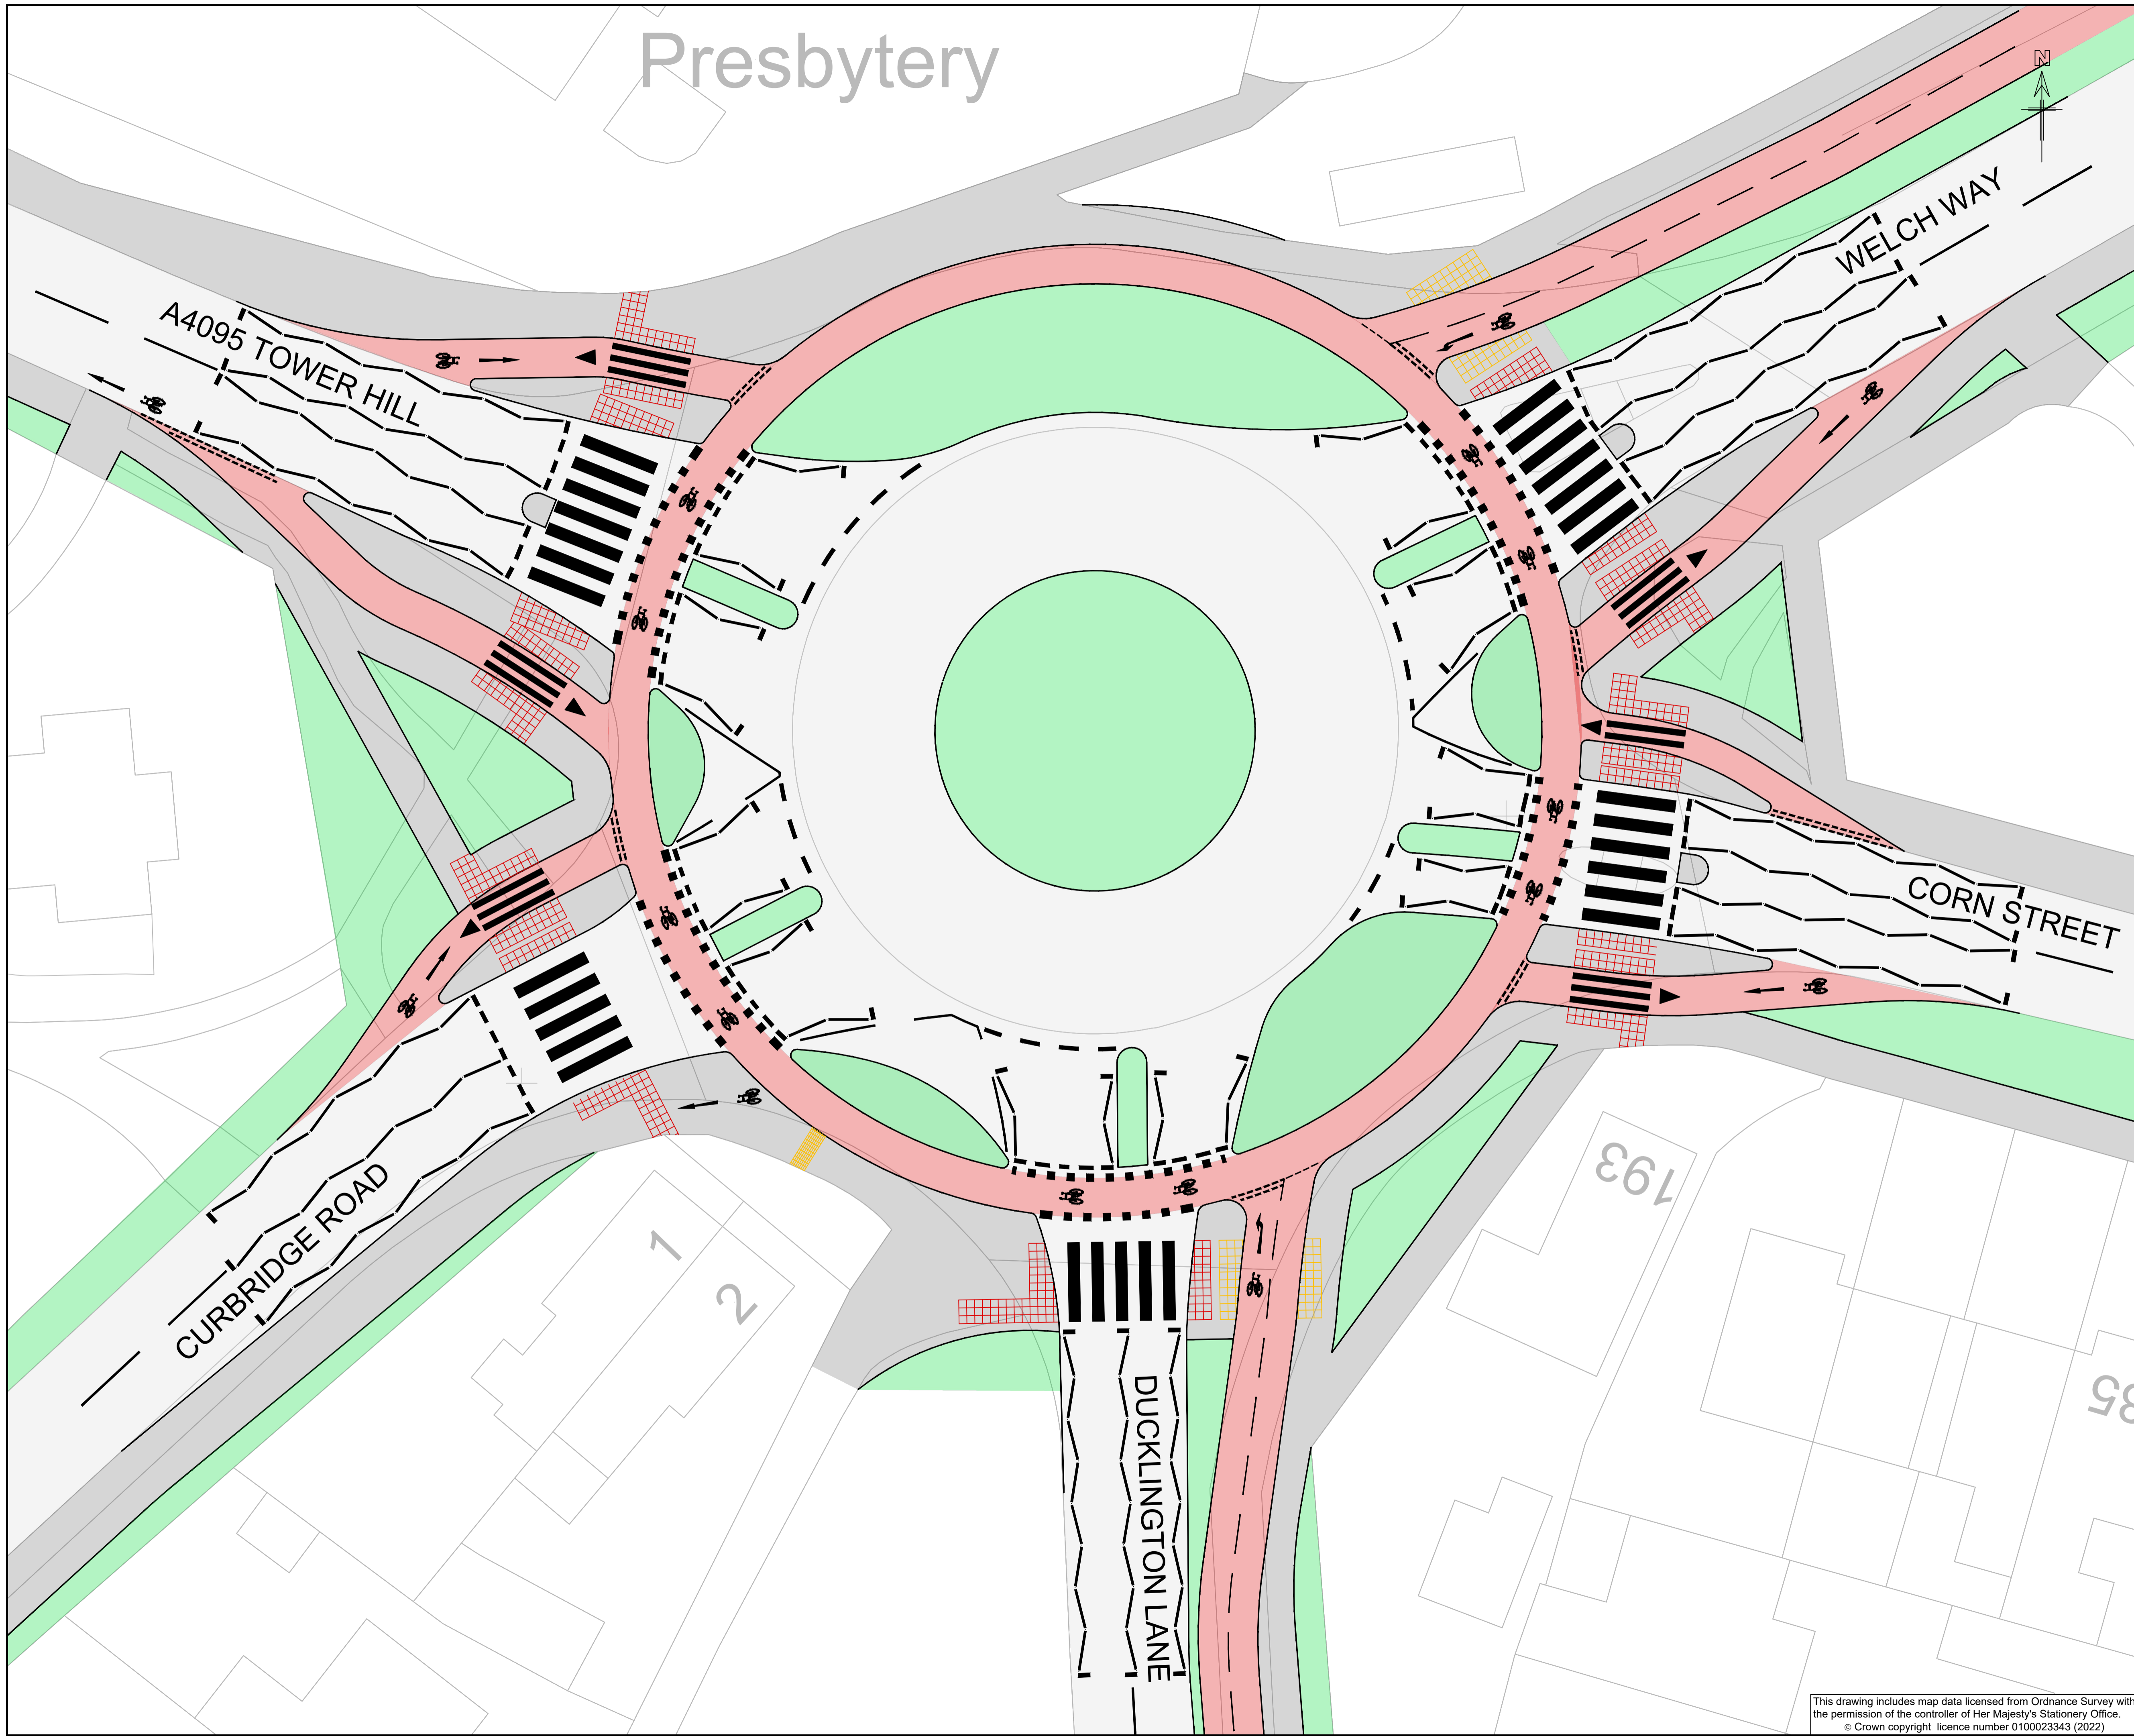 Presbytery
N
WELCH WAY
A4095 TOWER HILL
CORN STREET
193
CURBRIDGE ROAD
1
2
DUCKLINGTON LANE
This drawing includes map data licensed from Ordnance Survey with
the permission of the controller of Her Majesty's Stationery Office.
© Crown copyright licence number 0100023343 (2022)